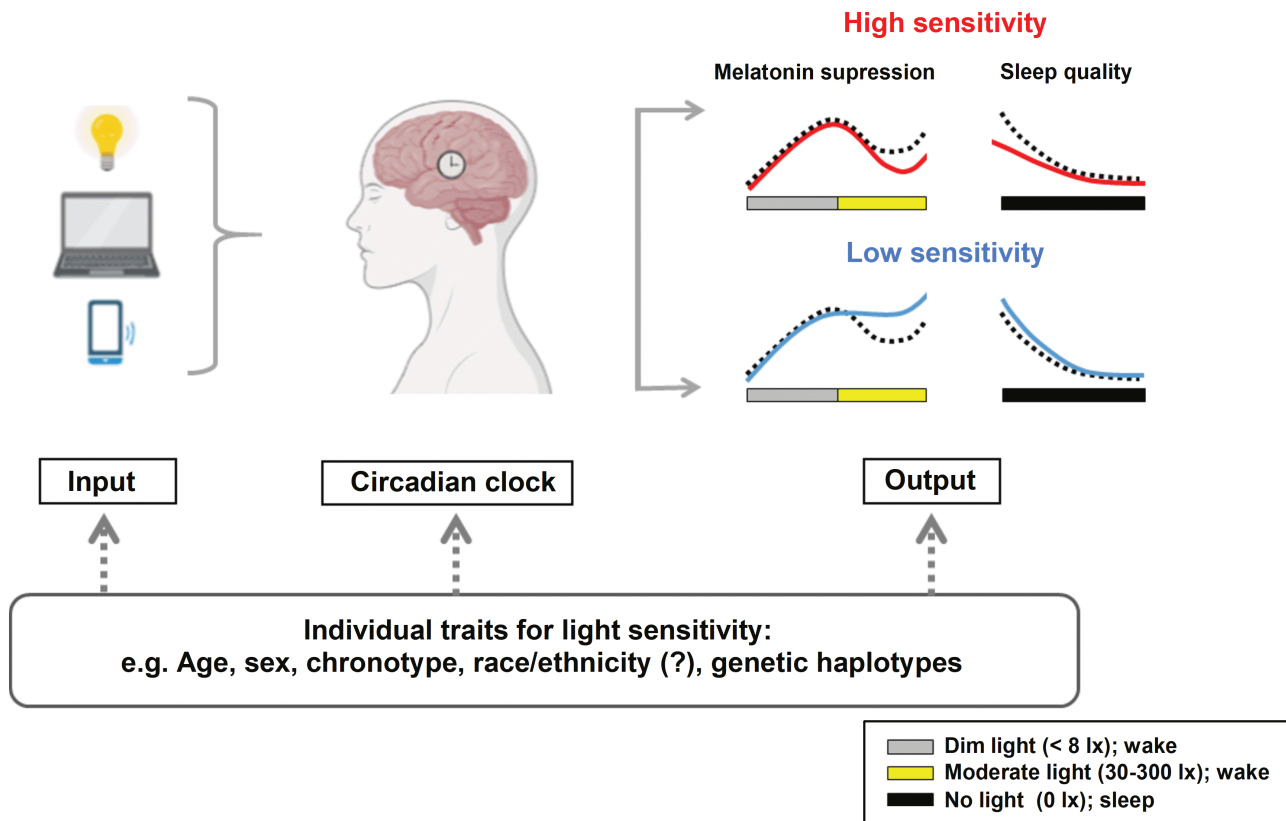 High sensitivity
Melatonin supression
Sleep quality
Low sensitivity
Input
Circadian clock
Output
Individual traits for light sensitivity:
e.g. Age, sex, chronotype, race/ethnicity (?), genetic haplotypes
Dim light (< 8 lx); wake
Moderate light (30-300 lx); wake
No light (0 lx); sleep